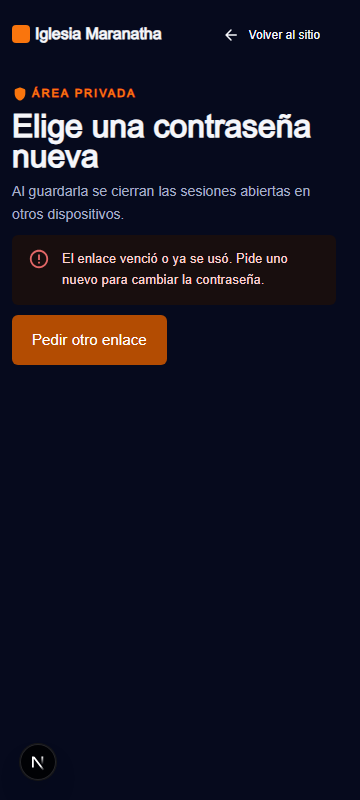 Iglesia Maranatha
Volver al sitio
ÁREA PRIVADA
Elige una contraseña
nueva
Al guardarla se cierran las sesiones abiertas en
otros dispositivos.
El enlace venció o ya se usó. Pide uno
nuevo para cambiar la contraseña.
Pedir otro enlace
N